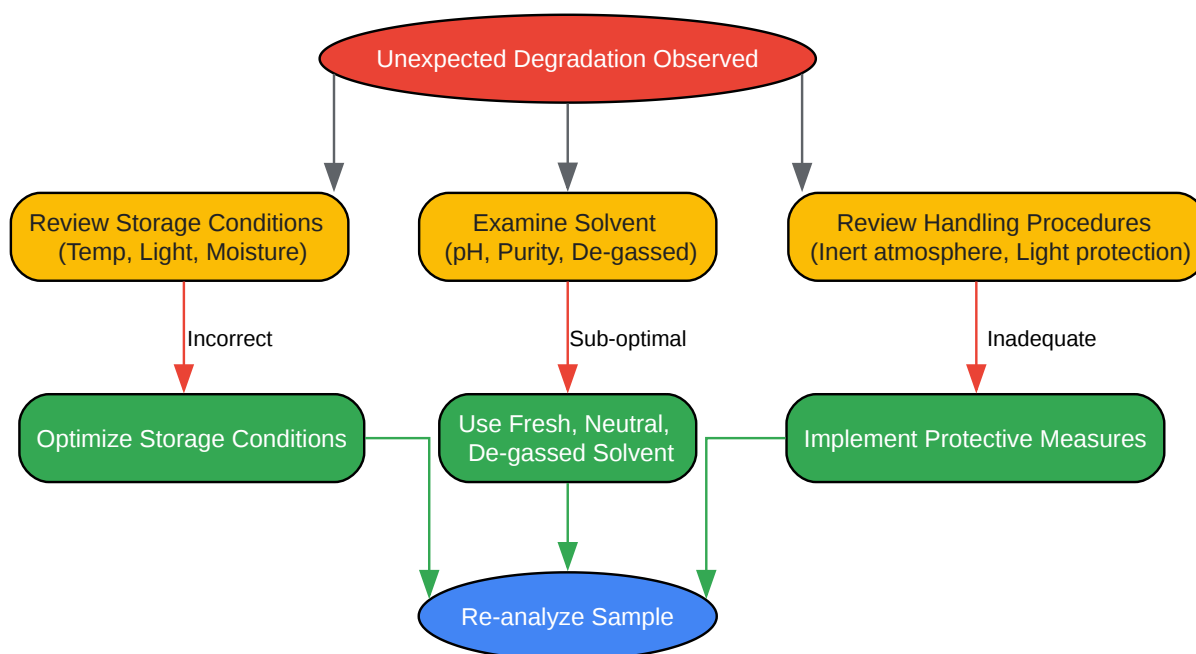 Unexpected Degradation Observed
Review Storage Conditions
(Temp, Light, Moisture)
Examine Solvent
(pH, Purity, De-gassed)
Review Handling Procedures
(Inert atmosphere, Light protection)
Incorrect
Sub-optimal
Inadequate
Optimize Storage Conditions
Use Fresh, Neutral,
De-gassed Solvent
Implement Protective Measures
Re-analyze Sample